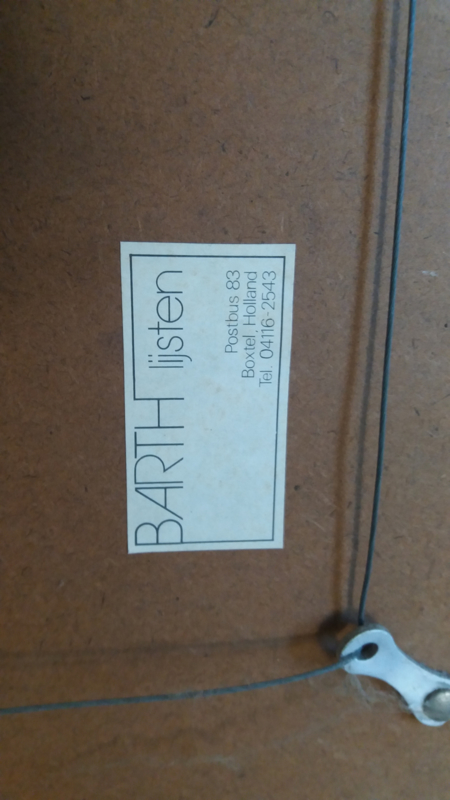 BARTH lijsten
Postbus 83
Boxtel, Holland
Tel. 04116-2543